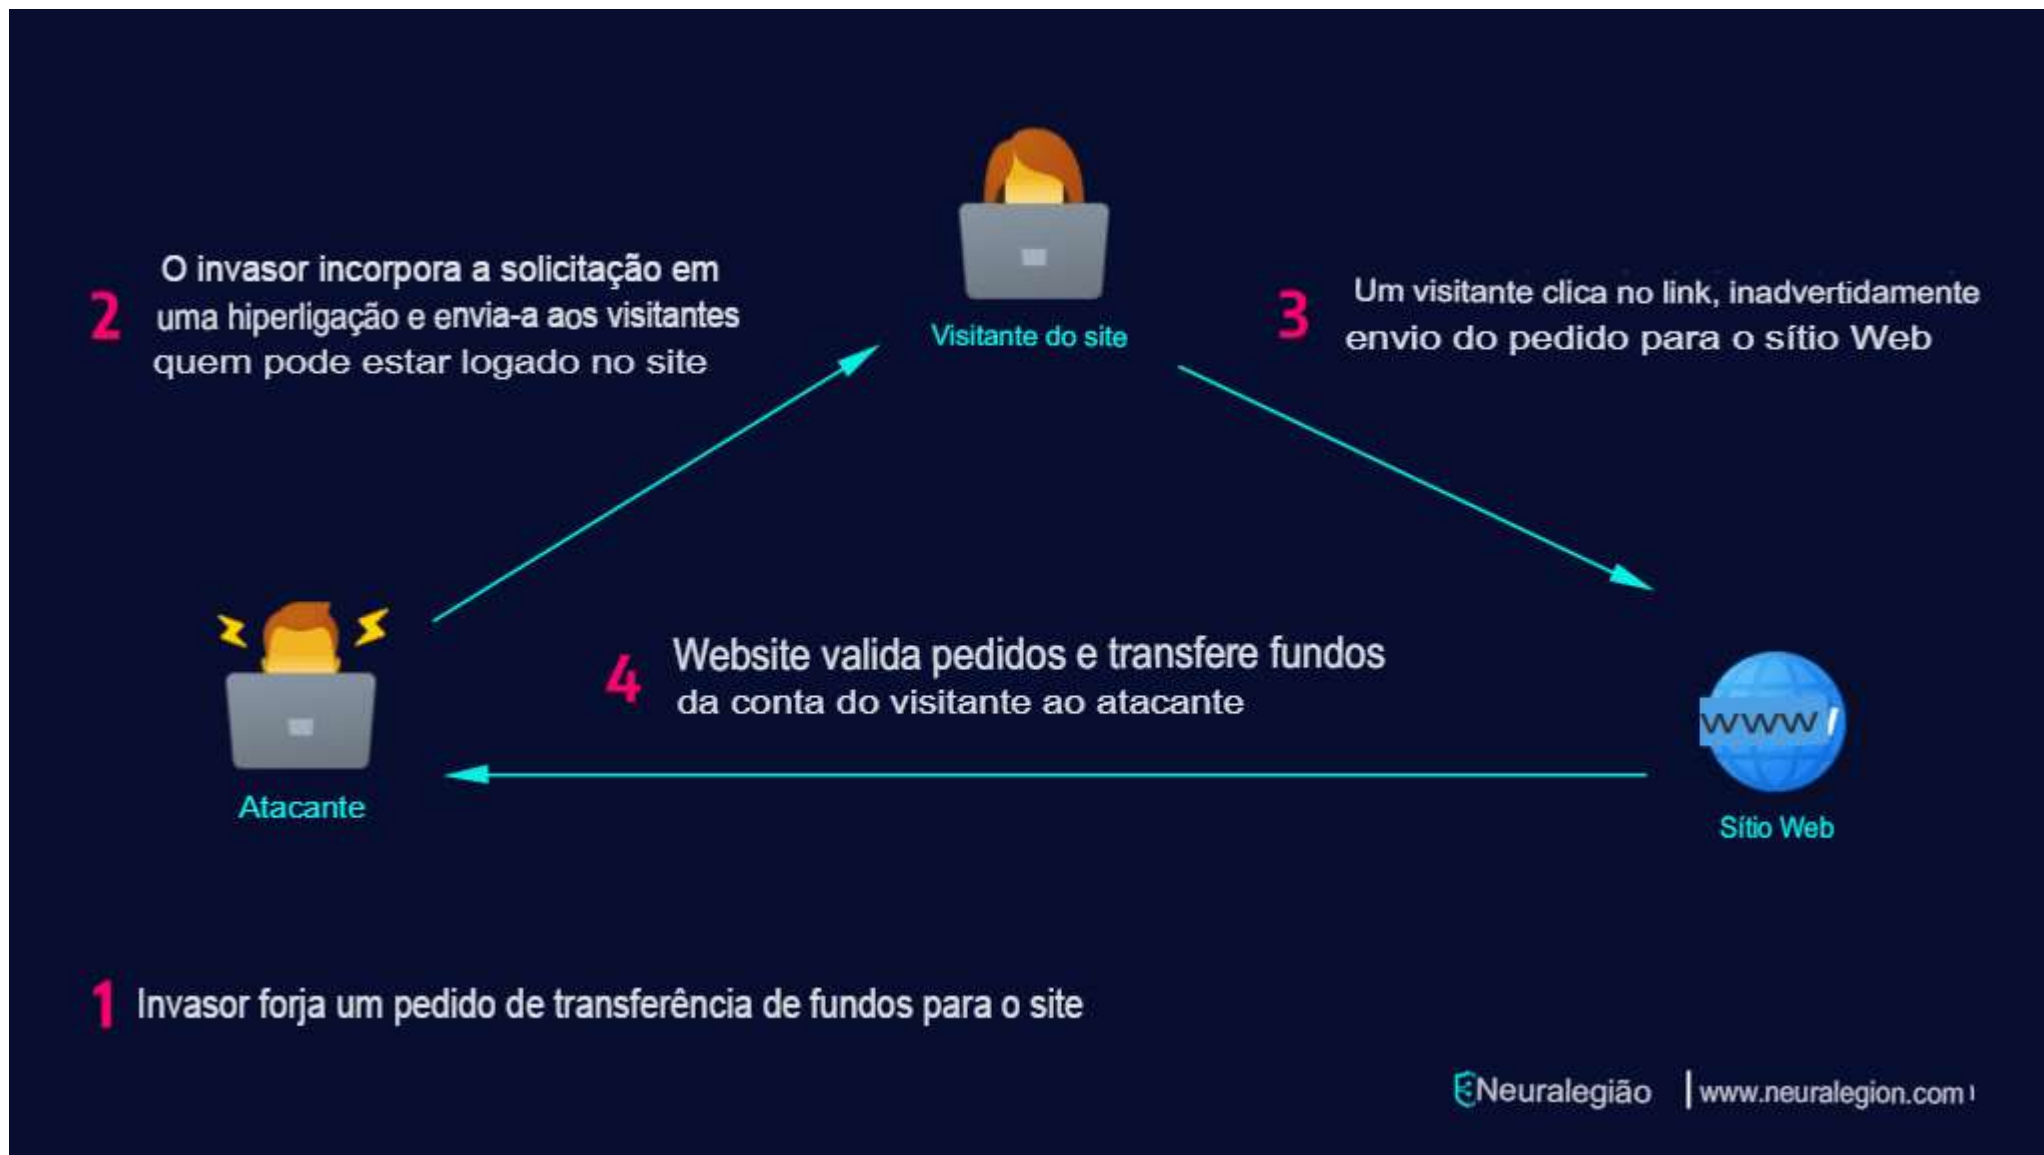 2
O invasor incorpora a solicitação em
uma hiperligação e envia-a aos visitantes
quem pode estar logado no site
Visitante do site
3
Um visitante clica no link, inadvertidamente
envio do pedido para o sítio Web
4
Website valida pedidos e transfere fundos
da conta do visitante ao atacante
Atacante
www
Sítio Web
1 Invasor forja um pedido de transferência de fundos para o site
Neuralegião | www.neuralegion.com